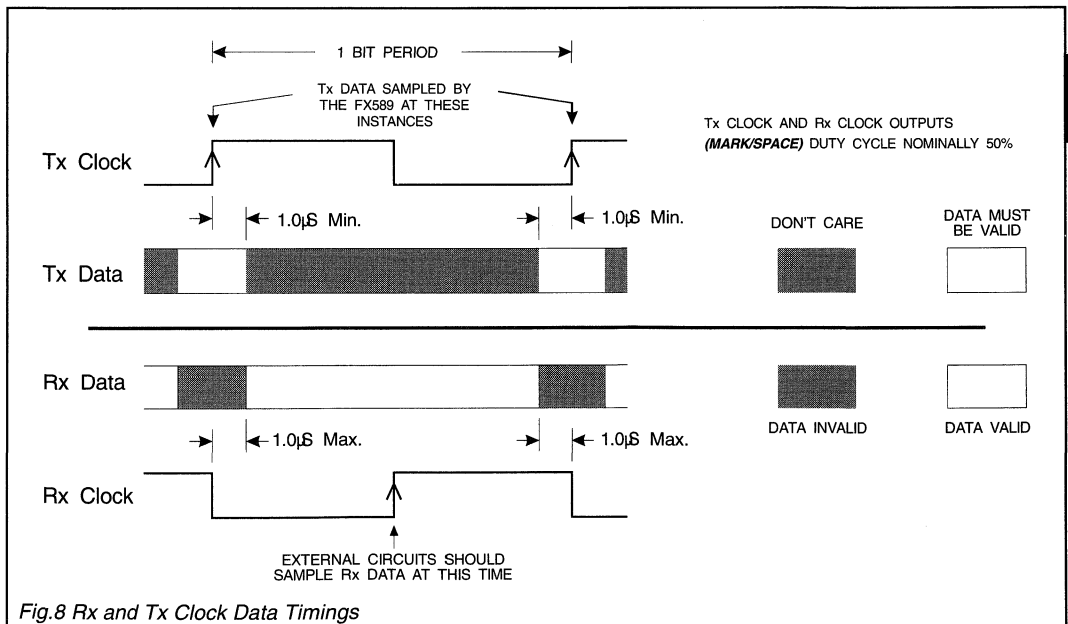 1 BIT PERIOD
Tx DATA SAMPLED BY
THE FX589 AT THESE
INSTANCES
Tx CLOCK AND Rx CLOCK OUTPUTS
(MARK/SPACE) DUTY CYCLE NOMINALLY 50%
Tx Clock
1.0µS Min.
1.0µS Min.
DON'T CARE
DATA MUST
BE VALID
Tx Data
Rx Data
1.0µS Max.
1.0µS Max.
DATA INVALID
DATA VALID
Rx Clock
EXTERNAL CIRCUITS SHOULD
SAMPLE Rx DATA AT THIS TIME
Fig.8 Rx and Tx Clock Data Timings